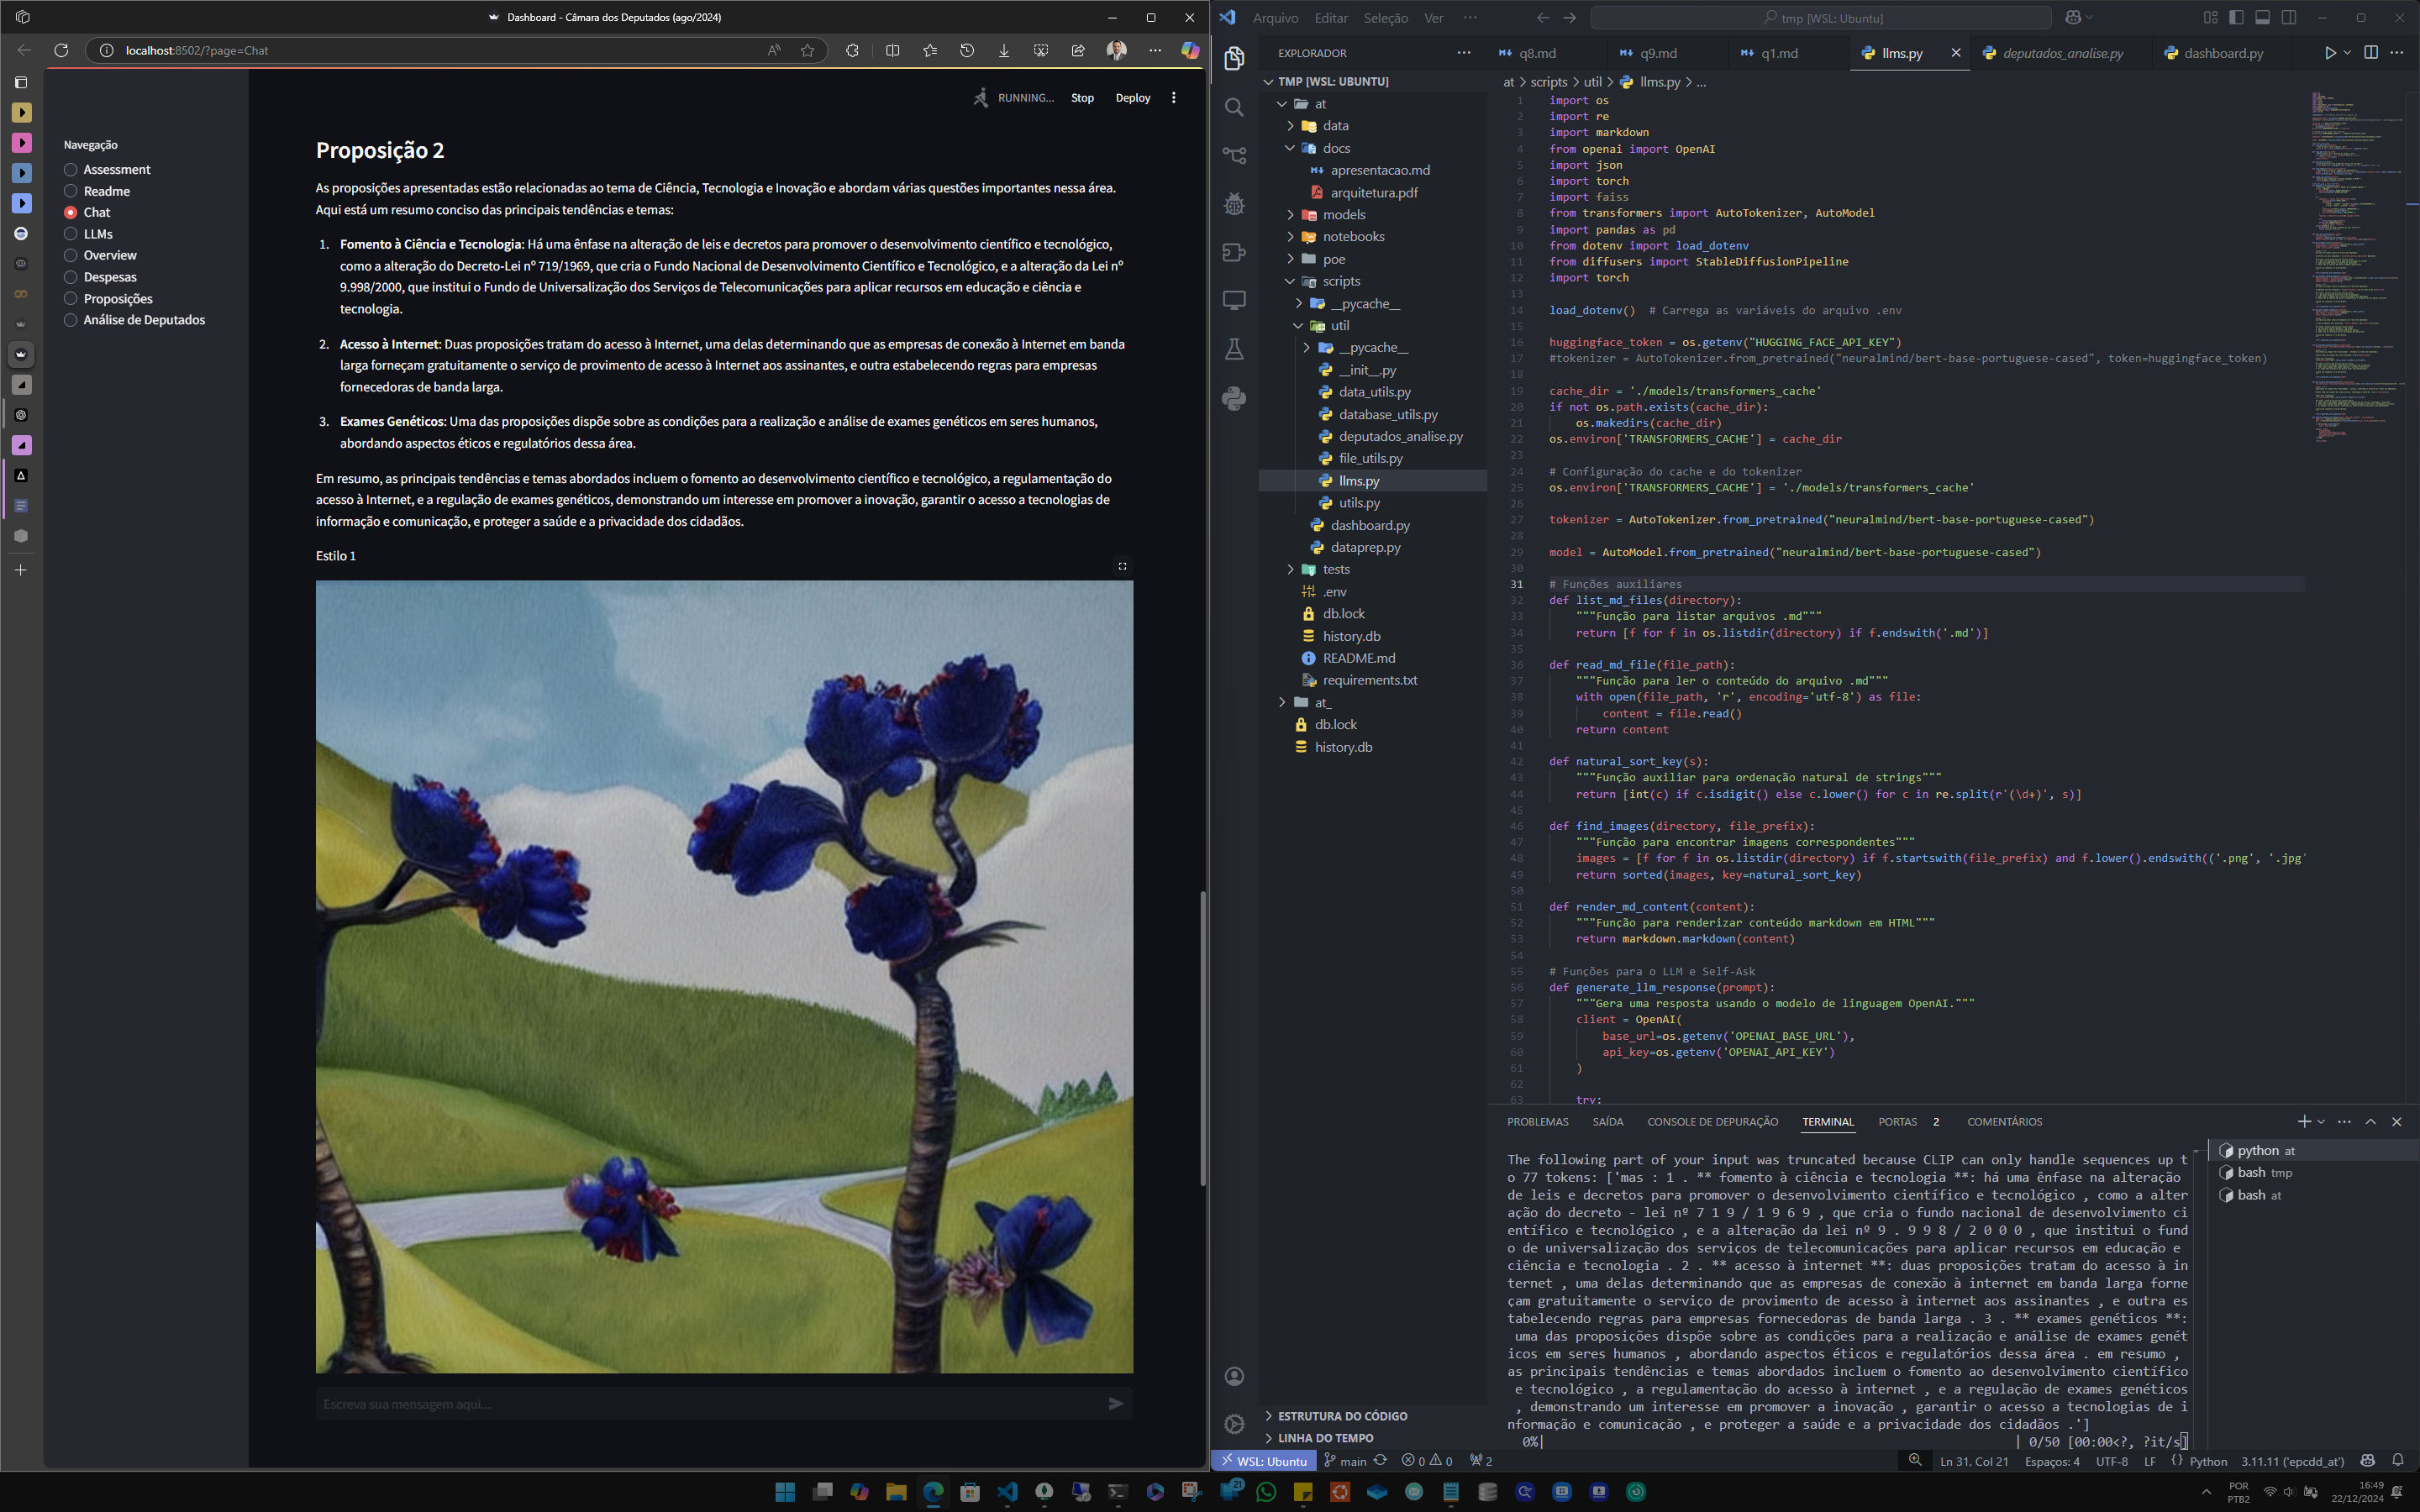 Dashboard - Câmara dos Deputados (ago/2024)
localhost:8502/?page=Chat
RUNNING...
Stop
Deploy
Navegação
Assessment
Readme
Chat
LLMs
Overview
Despesas
Proposições
Análise de Deputados
Proposição 2
As proposições apresentadas estão relacionadas ao tema de Ciência, Tecnologia e Inovação e abordam várias questões importantes nessa área.
Aqui está um resumo conciso das principais tendências e temas:
1. Fomento à Ciência e Tecnologia: Há uma ênfase na alteração de leis e decretos para promover o desenvolvimento científico e tecnológico,
como a alteração do Decreto-Lei nº 719/1969, que cria o Fundo Nacional de Desenvolvimento Científico e Tecnológico, e a alteração da Lei nº
9.998/2000, que institui o Fundo de Universalização dos Serviços de Telecomunicações para aplicar recursos em educação e ciência e
tecnologia.
2. Acesso à Internet: Duas proposições tratam do acesso à Internet, uma delas determinando que as empresas de conexão à Internet em banda
larga forneçam gratuitamente o serviço de provimento de acesso à Internet aos assinantes, e outra estabelecendo regras para empresas
fornecedoras de banda larga.
3. Exames Genéticos: Uma das proposições dispõe sobre as condições para a realização e análise de exames genéticos em seres humanos,
abordando aspectos éticos e regulatórios dessa área.
Em resumo, as principais tendências e temas abordados incluem o fomento ao desenvolvimento científico e tecnológico, a regulamentação do
acesso à Internet, e a regulação de exames genéticos, demonstrando um interesse em promover a inovação, garantir o acesso a tecnologias de
informação e comunicação, e proteger a saúde e a privacidade dos cidadãos.
Estilo 1
Escreva sua mensagem aqui...
Arquivo Editar Seleção Ver
tmp [WSL: Ubuntu]
EXPLORADOR
TMP [WSL: UBUNTU]
at
data
docs
apresentacao.md
arquitetura.pdf
models
notebooks
poe
scripts
__pycache__
util
__pycache__
__init__.py
data_utils.py
database_utils.py
deputados_analise.py
file_utils.py
llms.py
utils.py
dashboard.py
dataprep.py
tests
.env
db.lock
history.db
README.md
requirements.txt
at_
db.lock
history.db
ESTRUTURA DO CÓDIGO
LINHA DO TEMPO
q8.md
q9.md
q1.md
llms.py
deputados_analise.py
dashboard.py
at > scripts > util > llms.py > ...
1 import os
2 import re
3 import markdown
4 from openai import OpenAI
5 import json
6 import torch
7 import faiss
8 from transformers import AutoTokenizer, AutoModel
9 import pandas as pd
10 from dotenv import load_dotenv
11 from diffusers import StableDiffusionPipeline
12 import torch
13
14 load_dotenv()  # Carrega as variáveis do arquivo .env
15
16 huggingface_token = os.getenv("HUGGING_FACE_API_KEY")
17 #tokenizer = AutoTokenizer.from_pretrained("neuralmind/bert-base-portuguese-cased", token=huggingface_token)
18
19 cache_dir = './models/transformers_cache'
20 if not os.path.exists(cache_dir):
21     os.makedirs(cache_dir)
22 os.environ['TRANSFORMERS_CACHE'] = cache_dir
23
24 # Configuração do cache e do tokenizer
25 os.environ['TRANSFORMERS_CACHE'] = './models/transformers_cache'
26
27 tokenizer = AutoTokenizer.from_pretrained("neuralmind/bert-base-portuguese-cased")
28
29 model = AutoModel.from_pretrained("neuralmind/bert-base-portuguese-cased")
30
31 # Funções auxiliares
32 def list_md_files(directory):
33     """Função para listar arquivos .md"""
34     return [f for f in os.listdir(directory) if f.endswith('.md')]
35
36 def read_md_file(file_path):
37     """Função para ler o conteúdo do arquivo .md"""
38     with open(file_path, 'r', encoding='utf-8') as file:
39         content = file.read()
40     return content
41
42 def natural_sort_key(s):
43     """Função auxiliar para ordenação natural de strings"""
44     return [int(c) if c.isdigit() else c.lower() for c in re.split(r'(\d+)', s)]
45
46 def find_images(directory, file_prefix):
47     """Função para encontrar imagens correspondentes"""
48     images = [f for f in os.listdir(directory) if f.startswith(file_prefix) and f.lower().endswith(('.png', '.jpg'
49     return sorted(images, key=natural_sort_key)
50
51 def render_md_content(content):
52     """Função para renderizar conteúdo markdown em HTML"""
53     return markdown.markdown(content)
54
55 # Funções para o LLM e Self-Ask
56 def generate_llm_response(prompt):
57     """Gera uma resposta usando o modelo de linguagem OpenAI."""
58     client = OpenAI(
59         base_url=os.getenv('OPENAI_BASE_URL'),
60         api_key=os.getenv('OPENAI_API_KEY')
61     )
62
63     try:
PROBLEMAS SAÍDA CONSOLE DE DEPURAÇÃO TERMINAL PORTAS 2 COMENTÁRIOS
The following part of your input was truncated because CLIP can only handle sequences up t
o 77 tokens: ['mas : 1 . ** fomento à ciência e tecnologia **: há uma ênfase na alteração
de leis e decretos para promover o desenvolvimento científico e tecnológico , como a alter
ação do decreto - lei nº 7 1 9 / 1 9 6 9 , que cria o fundo nacional de desenvolvimento ci
entífico e tecnológico , e a alteração da lei nº 9 . 9 9 8 / 2 0 0 0 , que institui o fund
o de universalização dos serviços de telecomunicações para aplicar recursos em educação e
ciência e tecnologia . 2 . ** acesso à internet **: duas proposições tratam do acesso à in
ternet , uma delas determinando que as empresas de conexão à internet em banda larga forne
çam gratuitamente o serviço de provimento de acesso à internet aos assinantes , e outra es
tabelecendo regras para empresas fornecedoras de banda larga . 3 . ** exames genéticos **:
uma das proposições dispõe sobre as condições para a realização e análise de exames genét
icos em seres humanos , abordando aspectos éticos e regulatórios dessa área . em resumo ,
as principais tendências e temas abordados incluem o fomento ao desenvolvimento científico
e tecnológico , a regulamentação do acesso à internet , e a regulação de exames genéticos
, demonstrando um interesse em promover a inovação , garantir o acesso a tecnologias de i
nformação e comunicação , e proteger a saúde e a privacidade dos cidadãos .']
0%| | 0/50 [00:00<?, ?it/s]
python at
bash tmp
bash at
WSL: Ubuntu main 0 0 2
Ln 31, Col 21 Espaços: 4 UTF-8 LF Python 3.11.11 ('epcdd_at')
21
POR
PTB2
16:49
22/12/2024